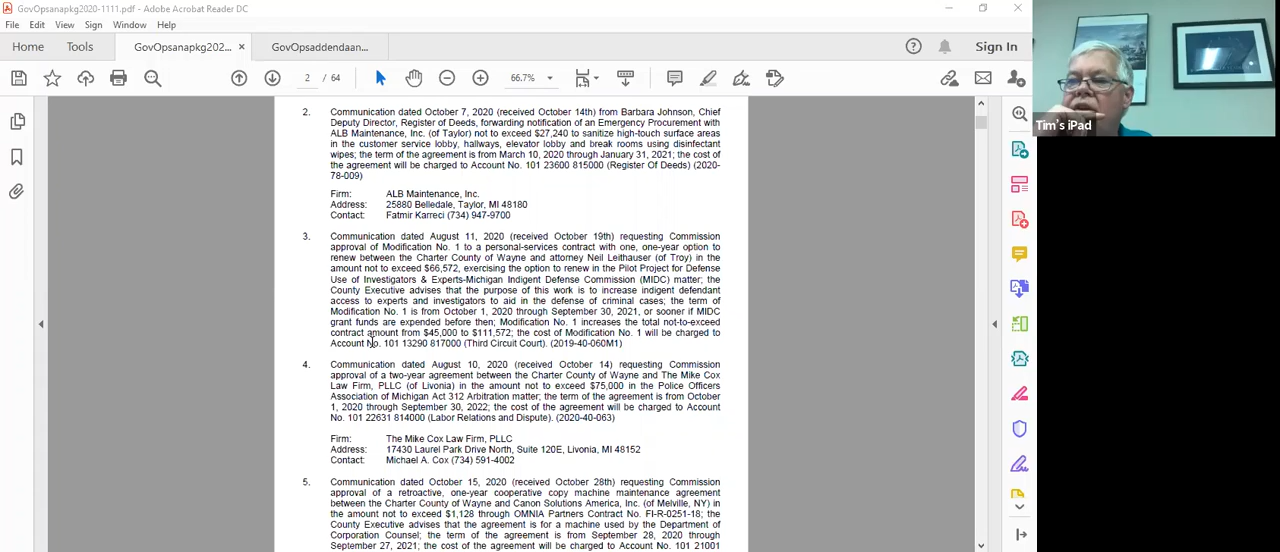 GovOpsanapkg2020-1111.pdf - Adobe Acrobat Reader DC
File Edit View Sign Window Help
Home Tools GovOpsanapkg202... × GovOpsaddendaan... Sign In
2 / 64 66.7%
2. Communication dated October 7, 2020 (received October 14th) from Barbara Johnson, Chief
Deputy Director, Register of Deeds, forwarding notification of an Emergency Procurement with
ALB Maintenance, Inc. (of Taylor) not to exceed $27,240 to sanitize high-touch surface areas
in the customer service lobby, hallways, elevator lobby and break rooms using disinfectant
wipes; the term of the agreement is from March 10, 2020 through January 31, 2021; the cost of
the agreement will be charged to Account No. 101 23600 815000 (Register Of Deeds) (2020-
78-009)
Firm: ALB Maintenance, Inc.
Address: 25880 Belledale, Taylor, MI 48180
Contact: Fatmir Karreci (734) 947-9700
3. Communication dated August 11, 2020 (received October 19th) requesting Commission
approval of Modification No. 1 to a personal-services contract with one, one-year option to
renew between the Charter County of Wayne and attorney Neil Leithauser (of Troy) in the
amount not to exceed $66,572, exercising the option to renew in the Pilot Project for Defense
Use of Investigators & Experts-Michigan Indigent Defense Commission (MIDC) matter; the
County Executive advises that the purpose of this work is to increase indigent defendant
access to experts and investigators to aid in the defense of criminal cases; the term of
Modification No. 1 is from October 1, 2020 through September 30, 2021, or sooner if MIDC
grant funds are expended before then; Modification No. 1 increases the total not-to-exceed
contract amount from $45,000 to $111,572; the cost of Modification No. 1 will be charged to
Account No. 101 13290 817000 (Third Circuit Court). (2019-40-060M1)
4. Communication dated August 10, 2020 (received October 14) requesting Commission
approval of a two-year agreement between the Charter County of Wayne and The Mike Cox
Law Firm, PLLC (of Livonia) in the amount not to exceed $75,000 in the Police Officers
Association of Michigan Act 312 Arbitration matter; the term of the agreement is from October
1, 2020 through September 30, 2022; the cost of the agreement will be charged to Account
No. 101 22631 814000 (Labor Relations and Dispute). (2020-40-063)
Firm: The Mike Cox Law Firm, PLLC
Address: 17430 Laurel Park Drive North, Suite 120E, Livonia, MI 48152
Contact: Michael A. Cox (734) 591-4002
5. Communication dated October 15, 2020 (received October 28th) requesting Commission
approval of a retroactive, one-year cooperative copy machine maintenance agreement
between the Charter County of Wayne and Canon Solutions America, Inc. (of Melville, NY) in
the amount not to exceed $1,128 through OMNIA Partners Contract No. FI-R-0251-18; the
County Executive advises that the agreement is for a machine used by the Department of
Corporation Counsel; the term of the agreement is from September 28, 2020 through
September 27, 2021; the cost of the agreement will be charged to Account No. 101 21001
Tim's iPad